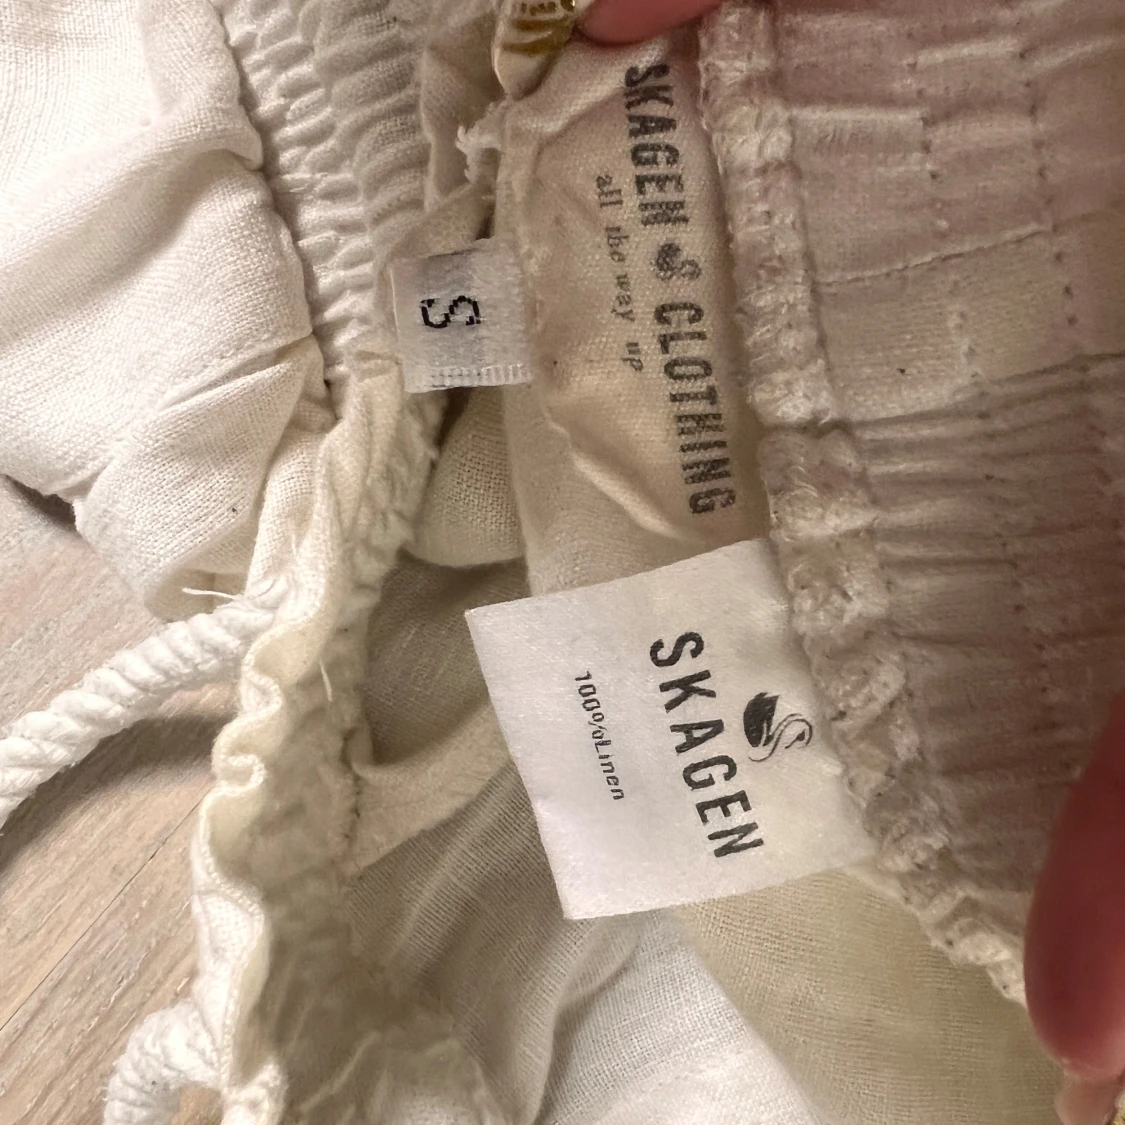 SKAGEN CLOTHING
all the way up
S
SKAGEN
100%Linen